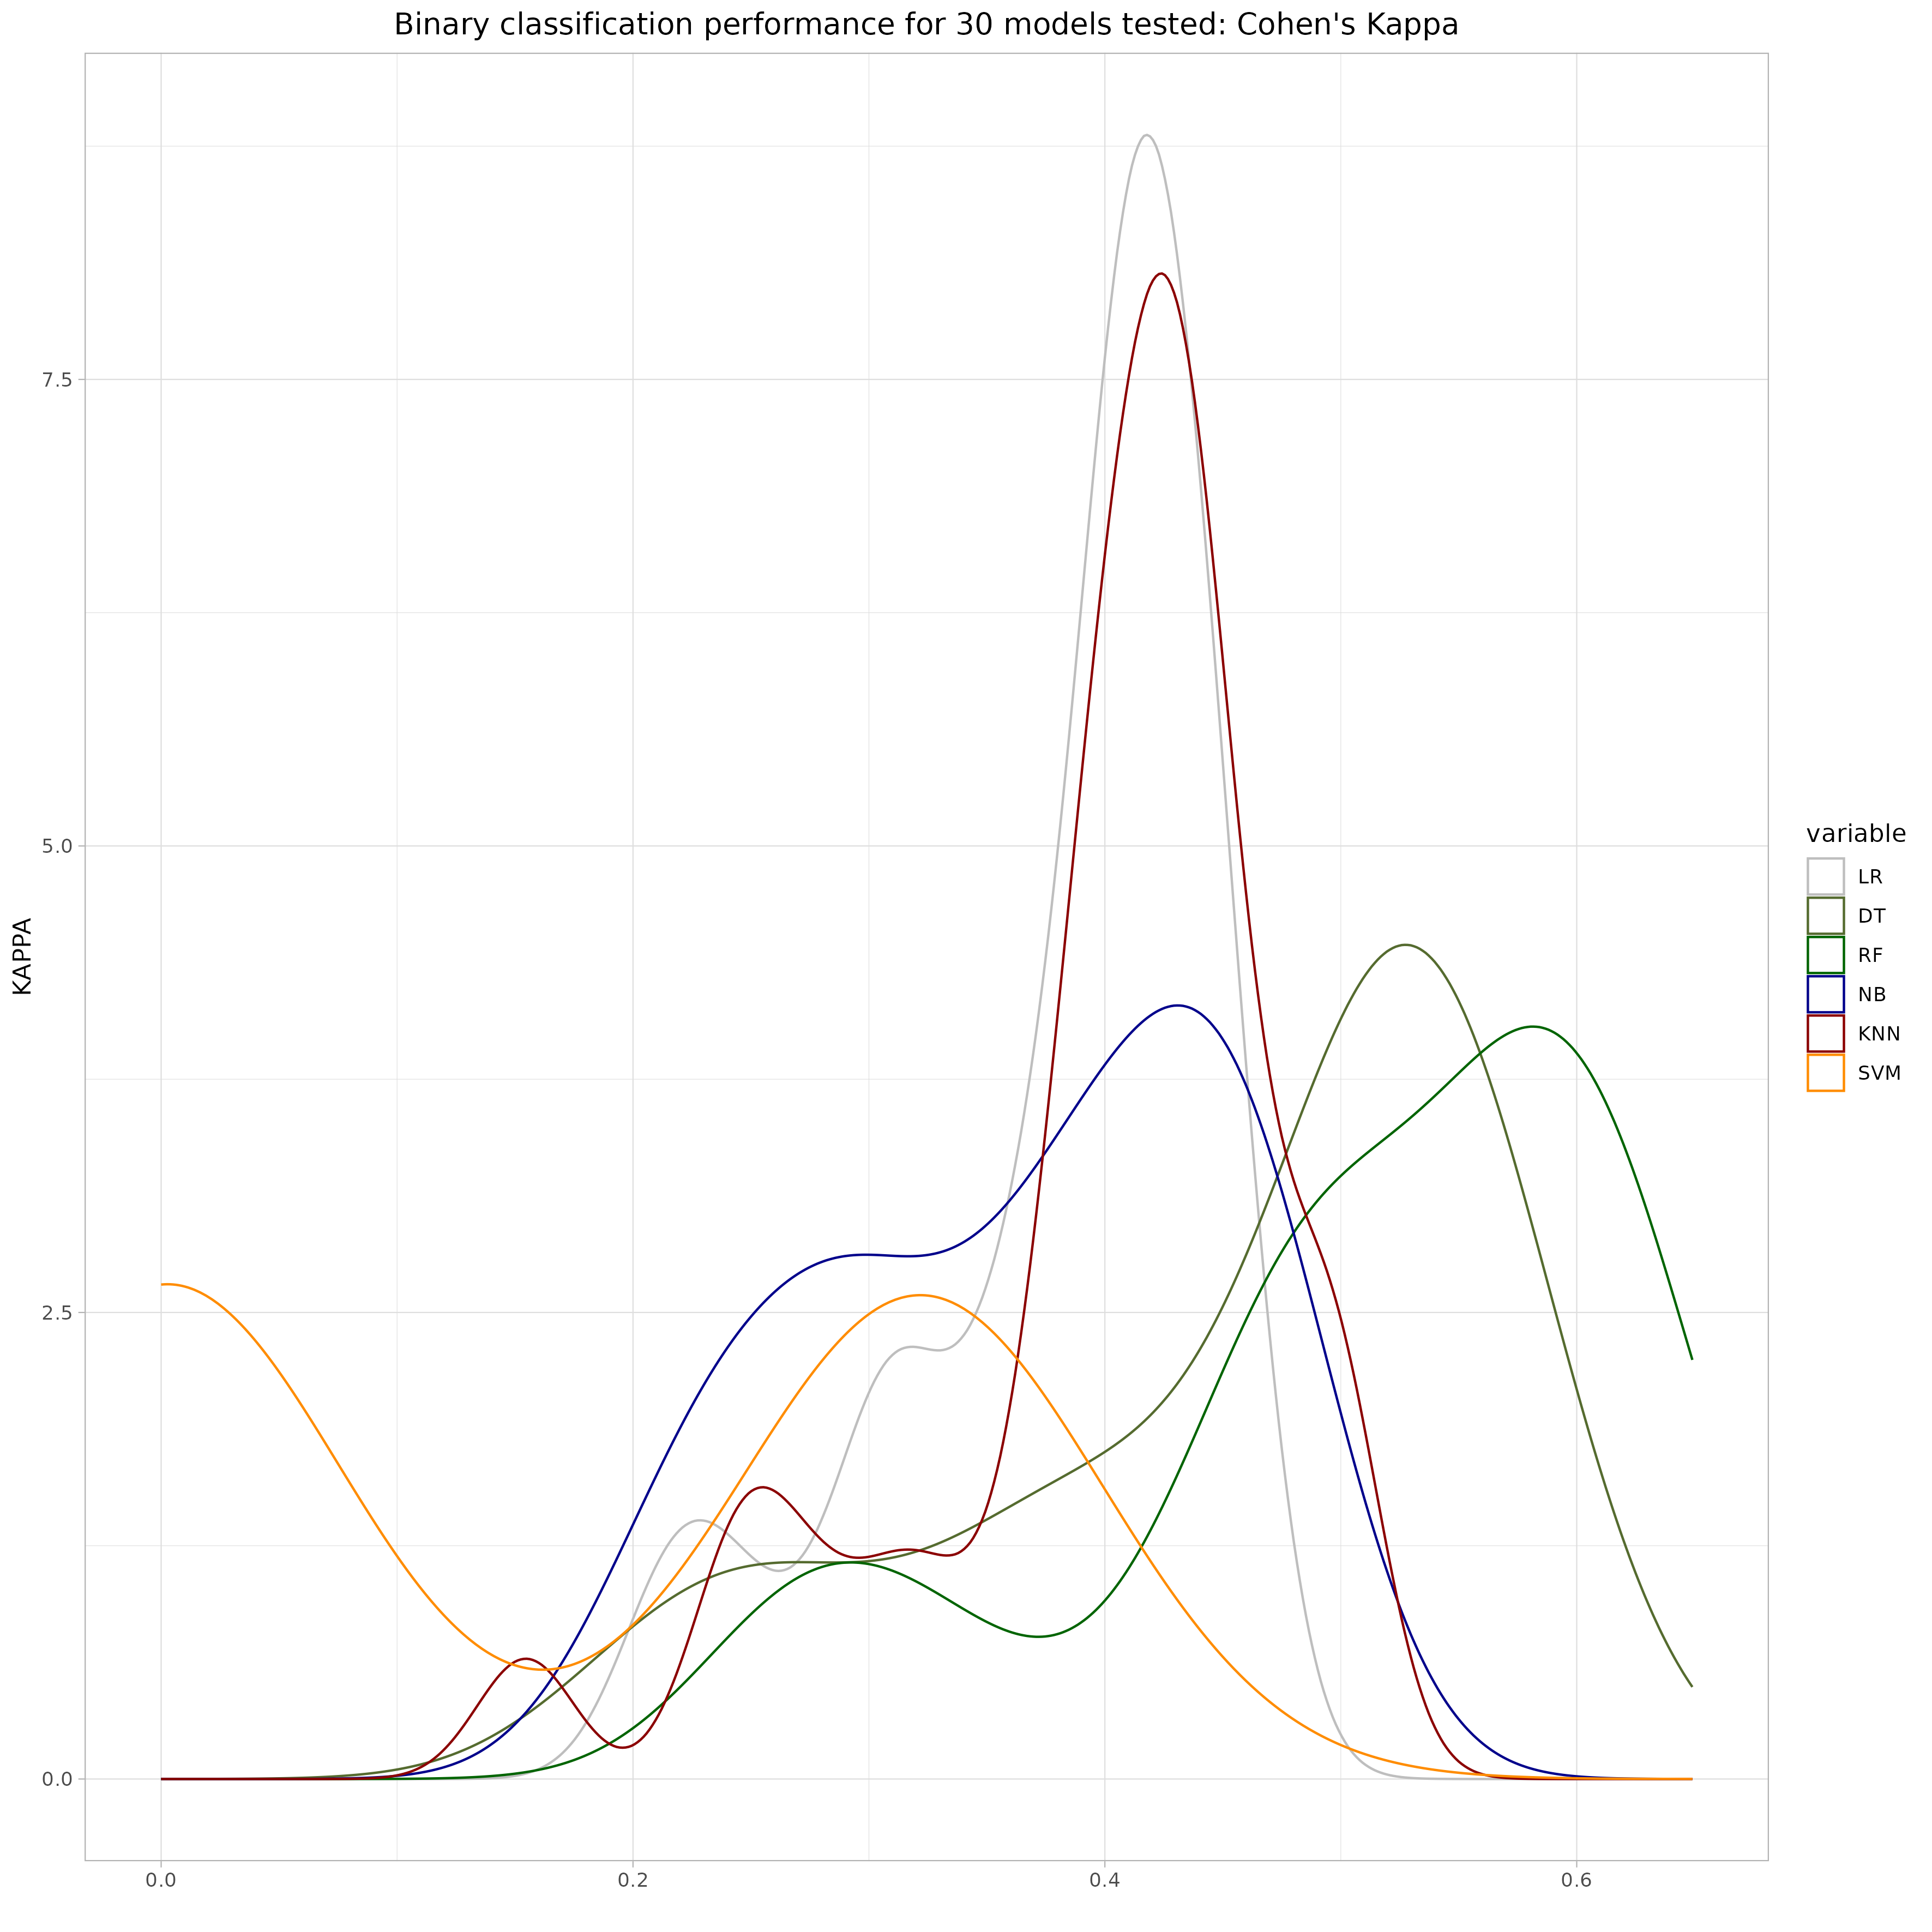 Binary classification performance for 30 models tested: Cohen's Kappa
KAPPA
7.5
5.0
2.5
0.0
0.0
0.2
0.4
0.6
variable
LR
DT
RF
NB
KNN
SVM